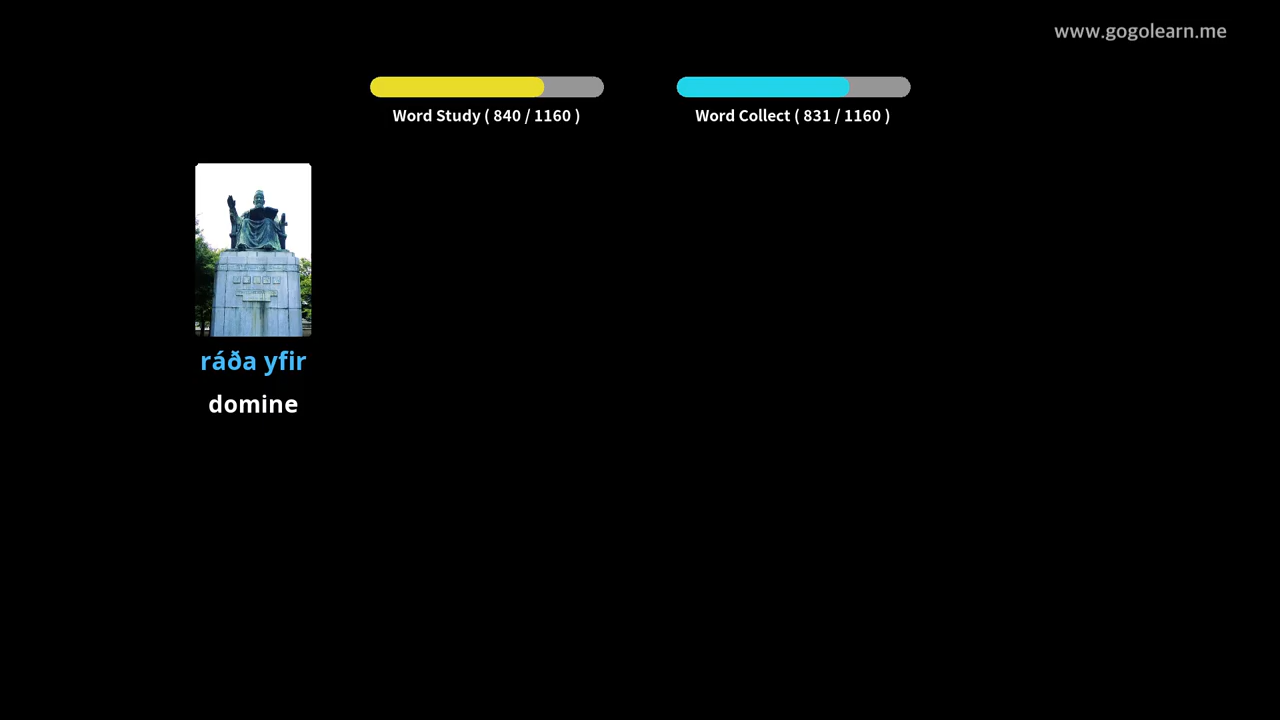 www.gogolearn.me
Word Study ( 840 / 1160 )
Word Collect ( 831 / 1160 )
ráða yfir
domine